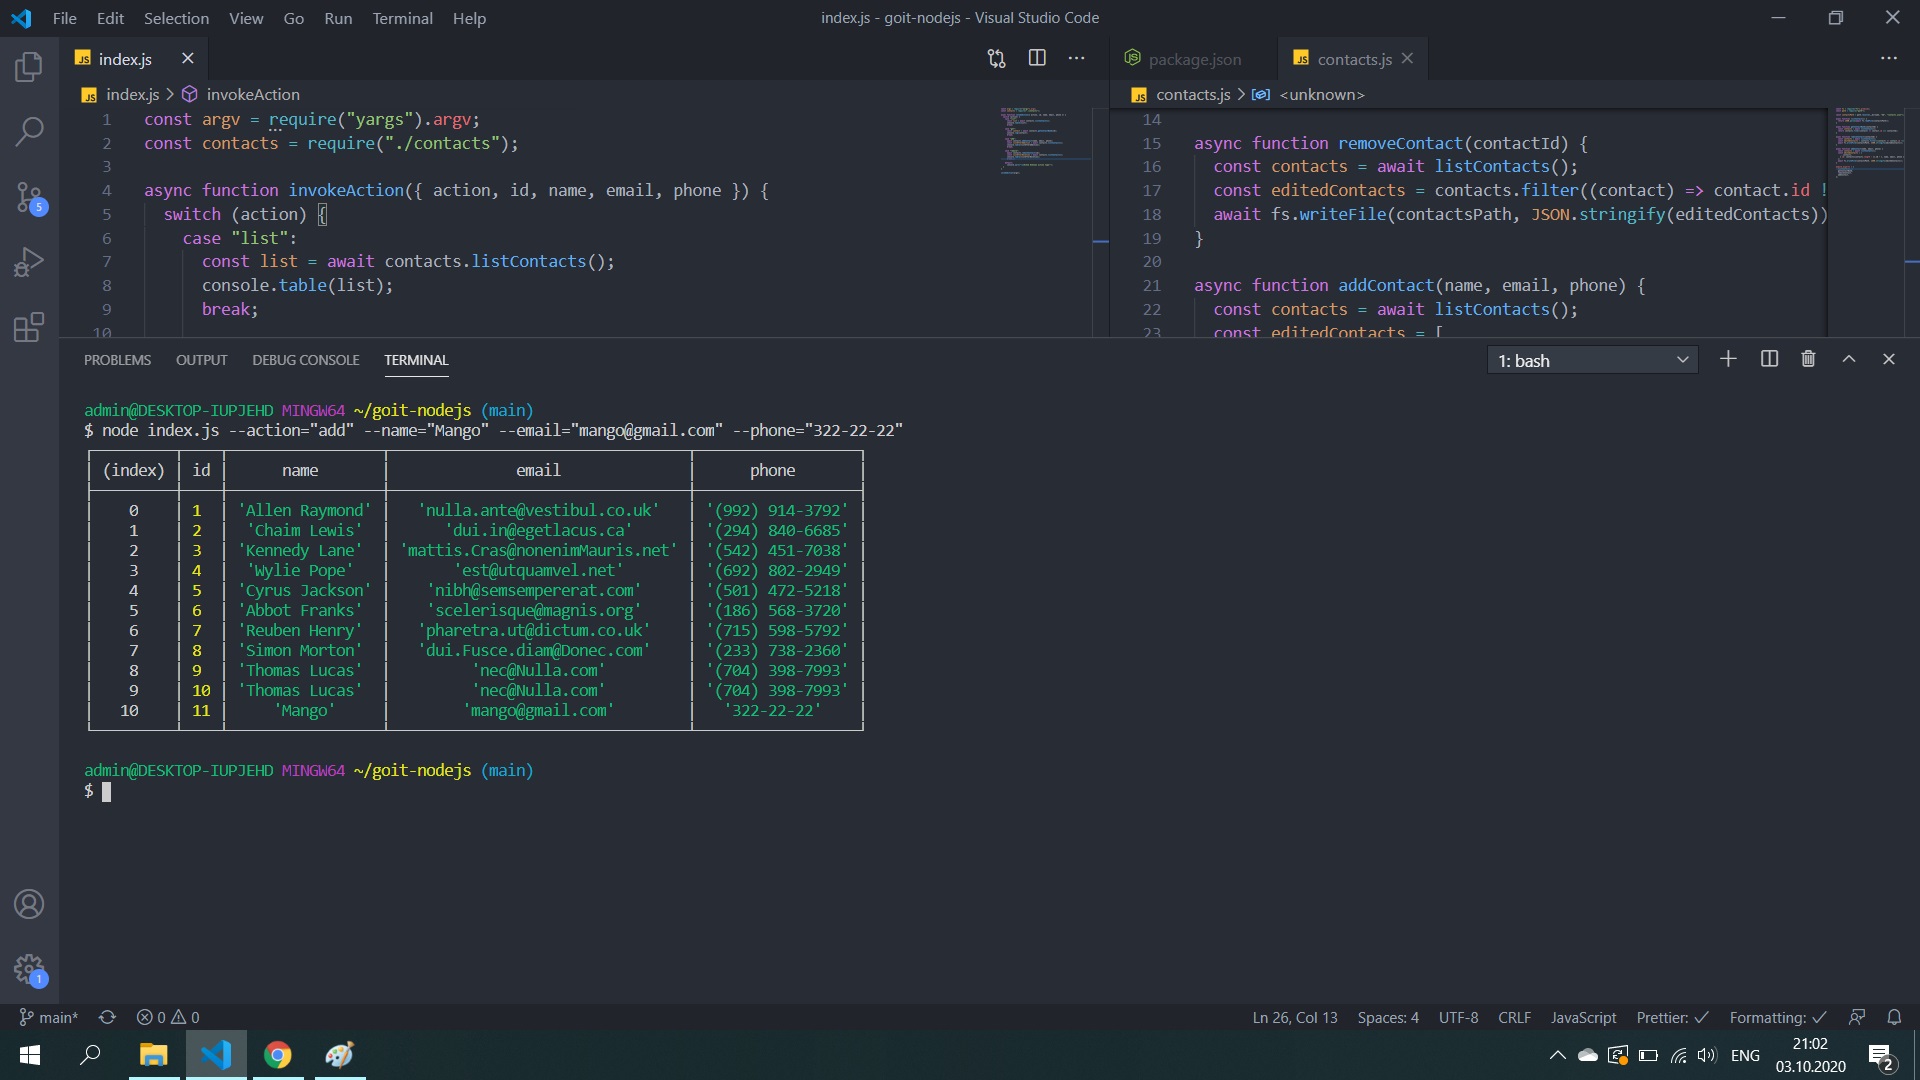 File Edit Selection View Go Run Terminal Help
index.js - goit-nodejs - Visual Studio Code
JS index.js
package.json
JS contacts.js
JS index.js > invokeAction
1 const argv = require("yargs").argv;
2 const contacts = require("./contacts");
3
4 async function invokeAction({ action, id, name, email, phone }) {
5 switch (action) {
6 case "list":
7 const list = await contacts.listContacts();
8 console.table(list);
9 break;
10
JS contacts.js > <unknown>
14
15 async function removeContact(contactId) {
16 const contacts = await listContacts();
17 const editedContacts = contacts.filter((contact) => contact.id !
18 await fs.writeFile(contactsPath, JSON.stringify(editedContacts))
19 }
20
21 async function addContact(name, email, phone) {
22 const contacts = await listContacts();
23 const editedContacts = [
5
PROBLEMS OUTPUT DEBUG CONSOLE TERMINAL
1: bash
admin@DESKTOP-IUPJEHD MINGW64 ~/goit-nodejs (main)
$ node index.js --action="add" --name="Mango" --email="mango@gmail.com" --phone="322-22-22"
(index) id name email phone
0 1 'Allen Raymond' 'nulla.ante@vestibul.co.uk' '(992) 914-3792'
1 2 'Chaim Lewis' 'dui.in@egetlacus.ca' '(294) 840-6685'
2 3 'Kennedy Lane' 'mattis.Cras@nonenimMauris.net' '(542) 451-7038'
3 4 'Wylie Pope' 'est@utquamvel.net' '(692) 802-2949'
4 5 'Cyrus Jackson' 'nibh@semsempererat.com' '(501) 472-5218'
5 6 'Abbot Franks' 'scelerisque@magnis.org' '(186) 568-3720'
6 7 'Reuben Henry' 'pharetra.ut@dictum.co.uk' '(715) 598-5792'
7 8 'Simon Morton' 'dui.Fusce.diam@Donec.com' '(233) 738-2360'
8 9 'Thomas Lucas' 'nec@Nulla.com' '(704) 398-7993'
9 10 'Thomas Lucas' 'nec@Nulla.com' '(704) 398-7993'
10 11 'Mango' 'mango@gmail.com' '322-22-22'
admin@DESKTOP-IUPJEHD MINGW64 ~/goit-nodejs (main)
$
1
main* 0 0
Ln 26, Col 13 Spaces: 4 UTF-8 CRLF JavaScript Prettier: ✓ Formatting: ✓
ENG
21:02
03.10.2020
2